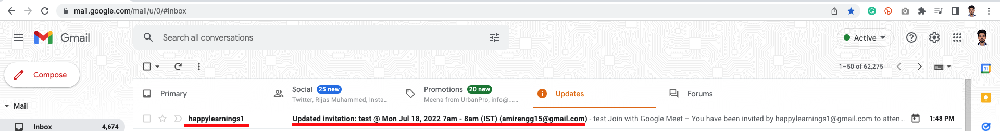 mail.google.com/mail/u/0/#inbox
Gmail
Search all conversations
Active
Compose
1–50 of 62,275
31
Primary
Social 25 new
Twitter, Rijas Muhammed, Insta...
Promotions 20 new
Meena from UrbanPro, info@......
Updates
Forums
Mail
happylearnings1 Updated invitation: test @ Mon Jul 18, 2022 7am - 8am (IST) (amirengg15@gmail.com) - test Join with Google Meet – You have been invited by happylearnings1@gmail.com to atten... 1:48 PM
Inbox 4,674